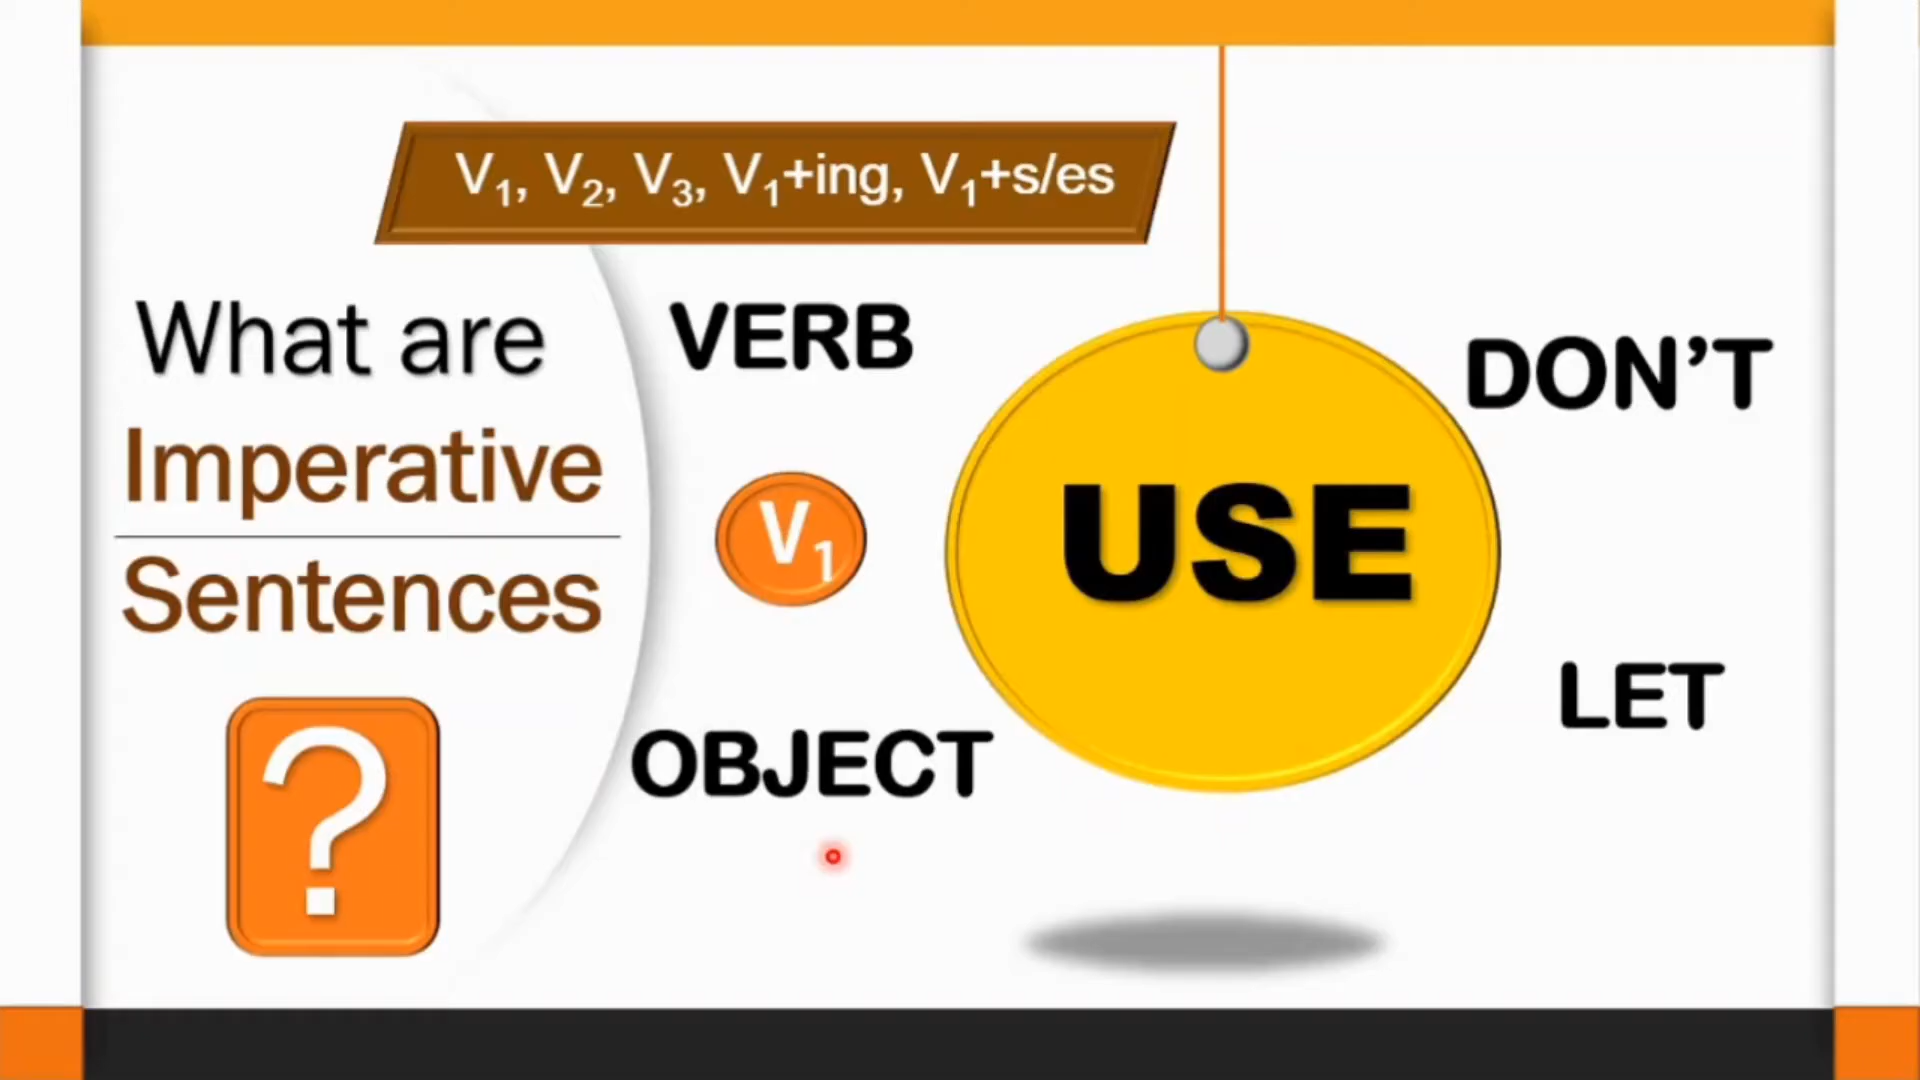 V₁, V₂, V₃, V₁+ing, V₁+s/es
What are
Imperative
Sentences
?
VERB
V₁
OBJECT
USE
DON’T
LET